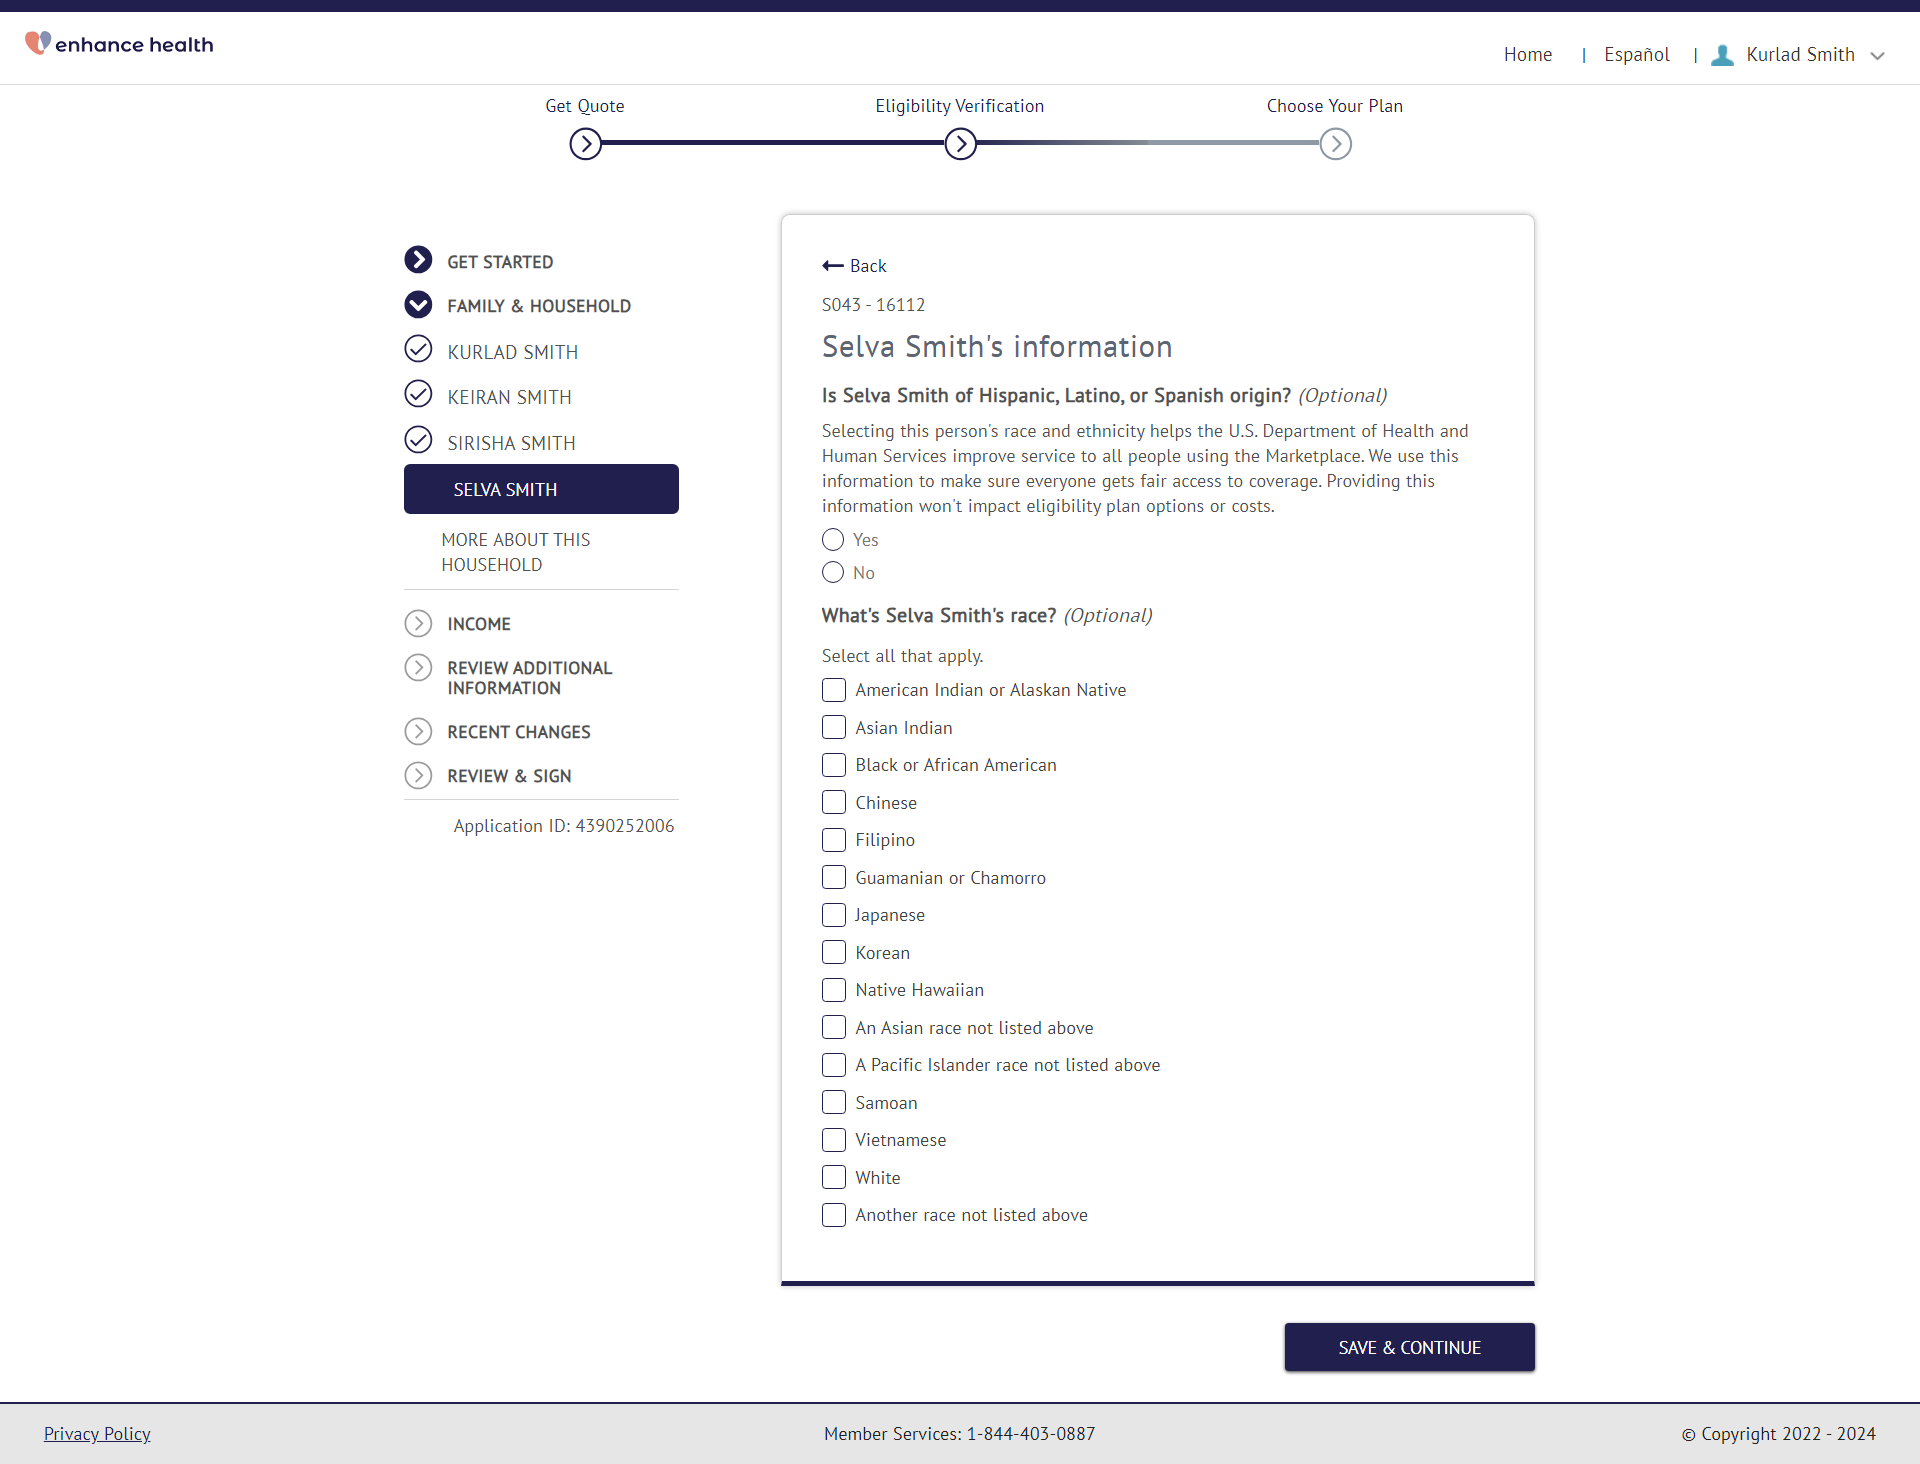 enhance health
Home | Español | Kurlad Smith
Get Quote
Eligibility Verification
Choose Your Plan
GET STARTED
FAMILY & HOUSEHOLD
KURLAD SMITH
KEIRAN SMITH
SIRISHA SMITH
SELVA SMITH
MORE ABOUT THIS
HOUSEHOLD
INCOME
REVIEW ADDITIONAL
INFORMATION
RECENT CHANGES
REVIEW & SIGN
Application ID: 4390252006
Back
S043 - 16112
Selva Smith's information
Is Selva Smith of Hispanic, Latino, or Spanish origin? (Optional)
Selecting this person's race and ethnicity helps the U.S. Department of Health and
Human Services improve service to all people using the Marketplace. We use this
information to make sure everyone gets fair access to coverage. Providing this
information won't impact eligibility plan options or costs.
Yes
No
What's Selva Smith's race? (Optional)
Select all that apply.
American Indian or Alaskan Native
Asian Indian
Black or African American
Chinese
Filipino
Guamanian or Chamorro
Japanese
Korean
Native Hawaiian
An Asian race not listed above
A Pacific Islander race not listed above
Samoan
Vietnamese
White
Another race not listed above
SAVE & CONTINUE
Privacy Policy
Member Services: 1-844-403-0887
© Copyright 2022 - 2024